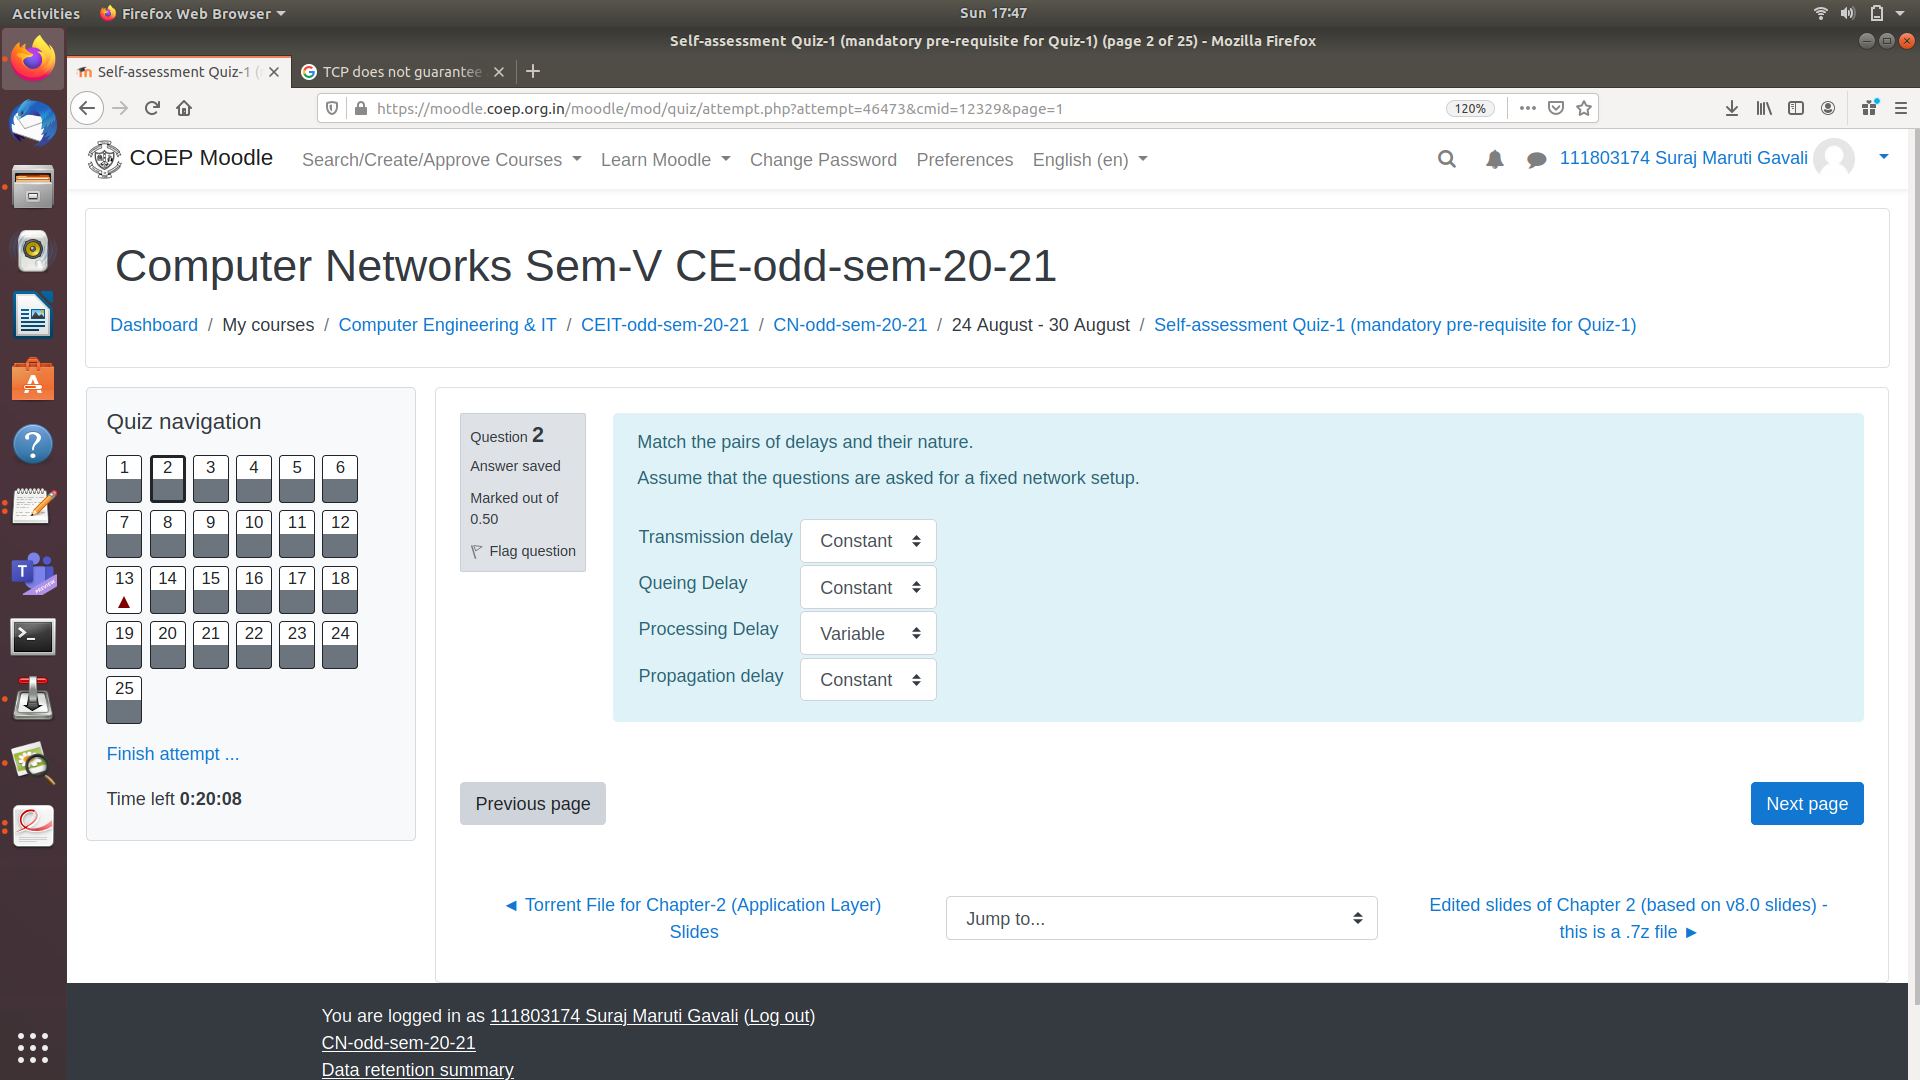 Activities
Firefox Web Browser
Sun 17:47
Self-assessment Quiz-1 (mandatory pre-requisite for Quiz-1) (page 2 of 25) - Mozilla Firefox
Self-assessment Quiz-1 (
TCP does not guarantee
https://moodle.coep.org.in/moodle/mod/quiz/attempt.php?attempt=46473&cmid=12329&page=1
120%
COEP Moodle
Search/Create/Approve Courses
Learn Moodle
Change Password
Preferences
English (en)
111803174 Suraj Maruti Gavali
Computer Networks Sem-V CE-odd-sem-20-21
Dashboard / My courses / Computer Engineering & IT / CEIT-odd-sem-20-21 / CN-odd-sem-20-21 / 24 August - 30 August / Self-assessment Quiz-1 (mandatory pre-requisite for Quiz-1)
Quiz navigation
1 2 3 4 5 6
7 8 9 10 11 12
13 14 15 16 17 18
19 20 21 22 23 24
25
Finish attempt ...
Time left 0:20:08
Question 2
Answer saved
Marked out of
0.50
Flag question
Match the pairs of delays and their nature.
Assume that the questions are asked for a fixed network setup.
Transmission delay Constant
Queing Delay Constant
Processing Delay Variable
Propagation delay Constant
Previous page
Next page
◄ Torrent File for Chapter-2 (Application Layer)
Slides
Jump to...
Edited slides of Chapter 2 (based on v8.0 slides) -
this is a .7z file ►
You are logged in as 111803174 Suraj Maruti Gavali (Log out)
CN-odd-sem-20-21
Data retention summary